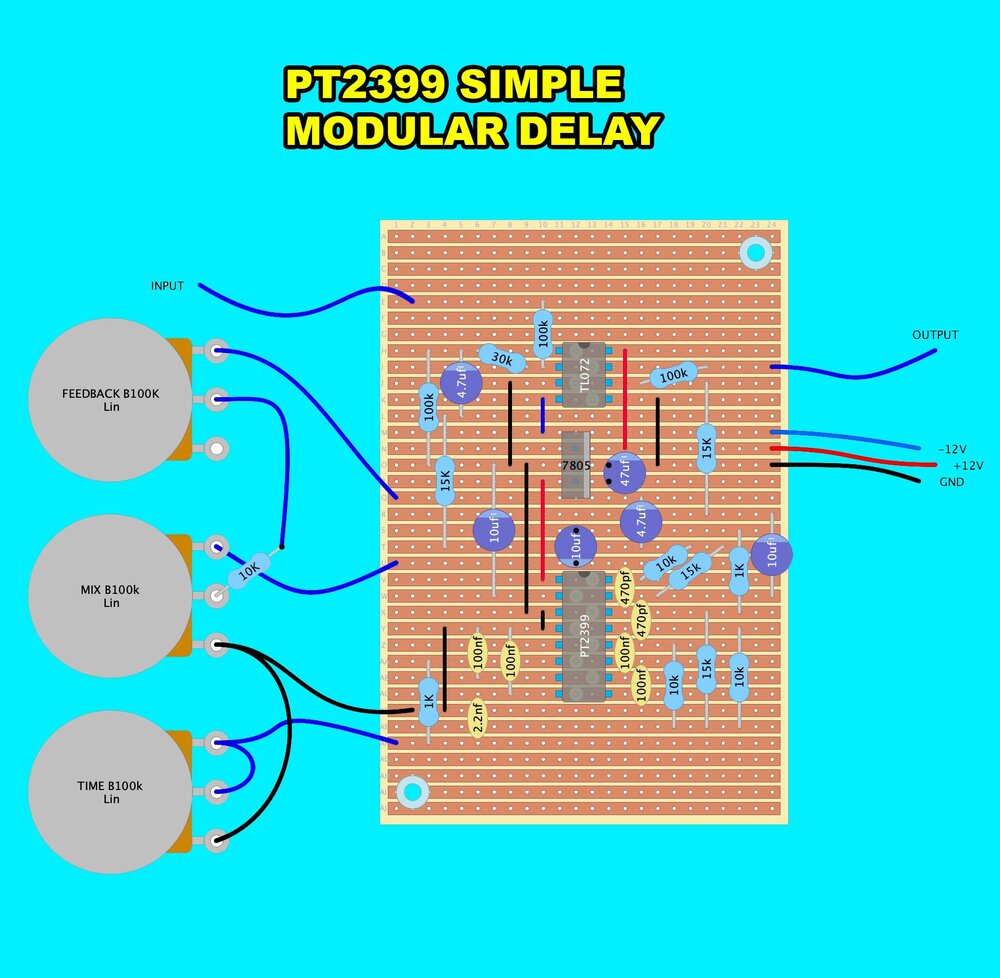 PT2399 SIMPLE
MODULAR DELAY
1 2 3 4 5 6 7 8 9 10 11 12 13 14 15 16 17 18 19 20 21 22 23 24
INPUT
OUTPUT
FEEDBACK B100K
Lin
100k
30k
4.7uf
TL072
100k
100k
15K
7805
47uf
15K
-12V
+12V
GND
10uf
10uf
4.7uf
10uf
MIX B100k
Lin
10K
10k
15k
1K
470pf
470pf
PT2399
100nf
100nf
100nf
100nf
10k
15k
10k
1K
2.2nf
TIME B100k
Lin